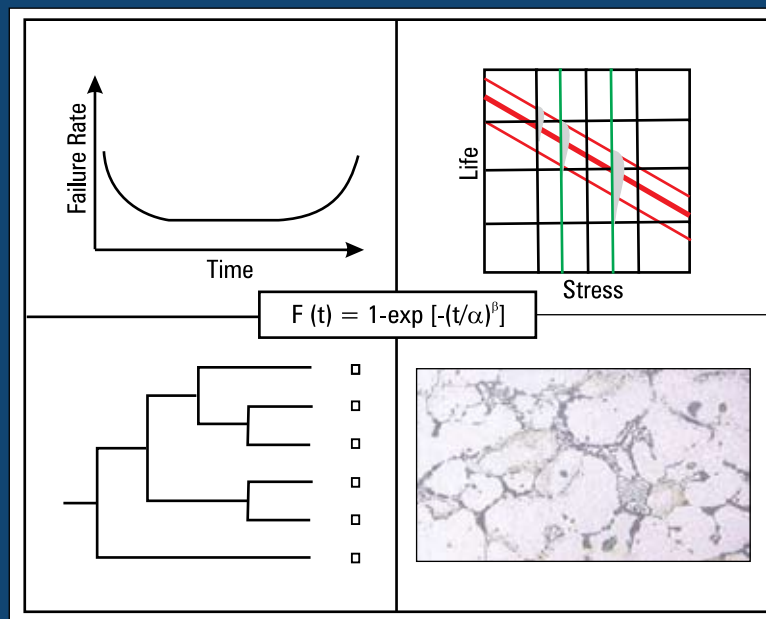 Failure Rate
Time
Life
Stress
F (t) = 1-exp [-(t/α)^β]